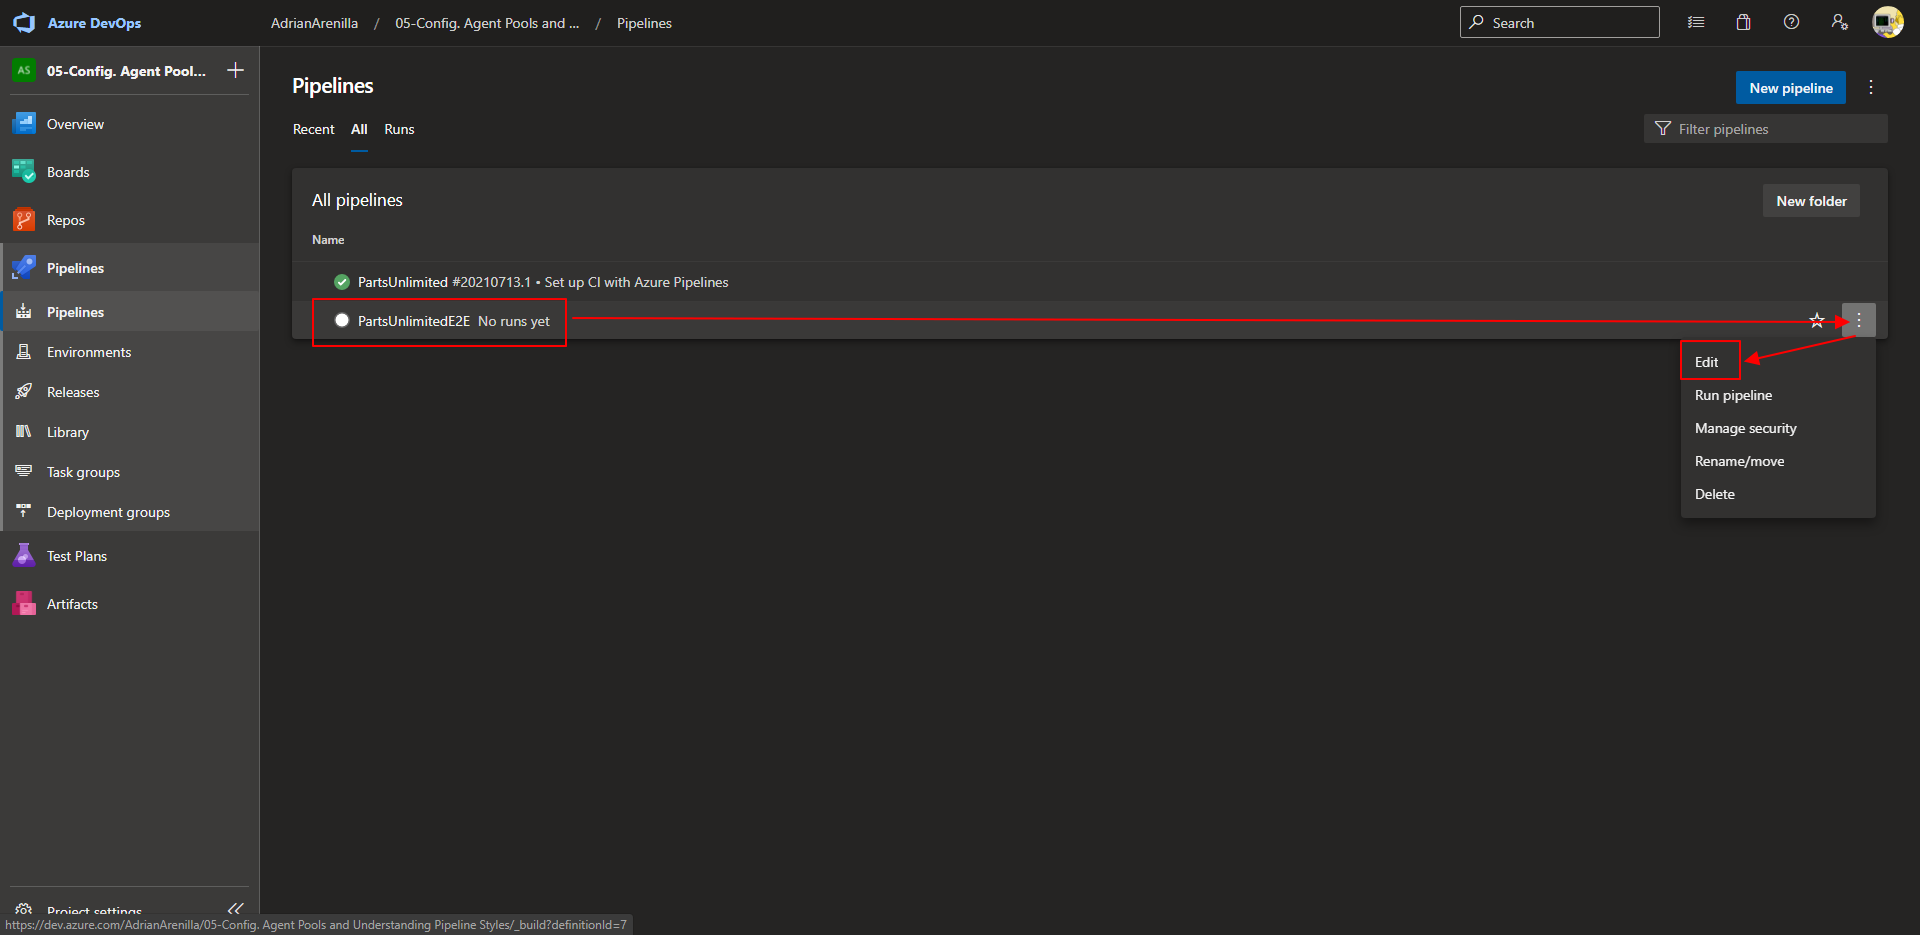 Azure DevOps
AdrianArenilla / 05-Config. Agent Pools and ... / Pipelines
Search
AS 05-Config. Agent Pool...
Overview
Boards
Repos
Pipelines
Pipelines
Environments
Releases
Library
Task groups
Deployment groups
Test Plans
Artifacts
Project settings
Pipelines
New pipeline
Recent All Runs
Filter pipelines
All pipelines
New folder
Name
PartsUnlimited #20210713.1 • Set up CI with Azure Pipelines
PartsUnlimitedE2E No runs yet
Edit
Run pipeline
Manage security
Rename/move
Delete
https://dev.azure.com/AdrianArenilla/05-Config. Agent Pools and Understanding Pipeline Styles/_build?definitionId=7